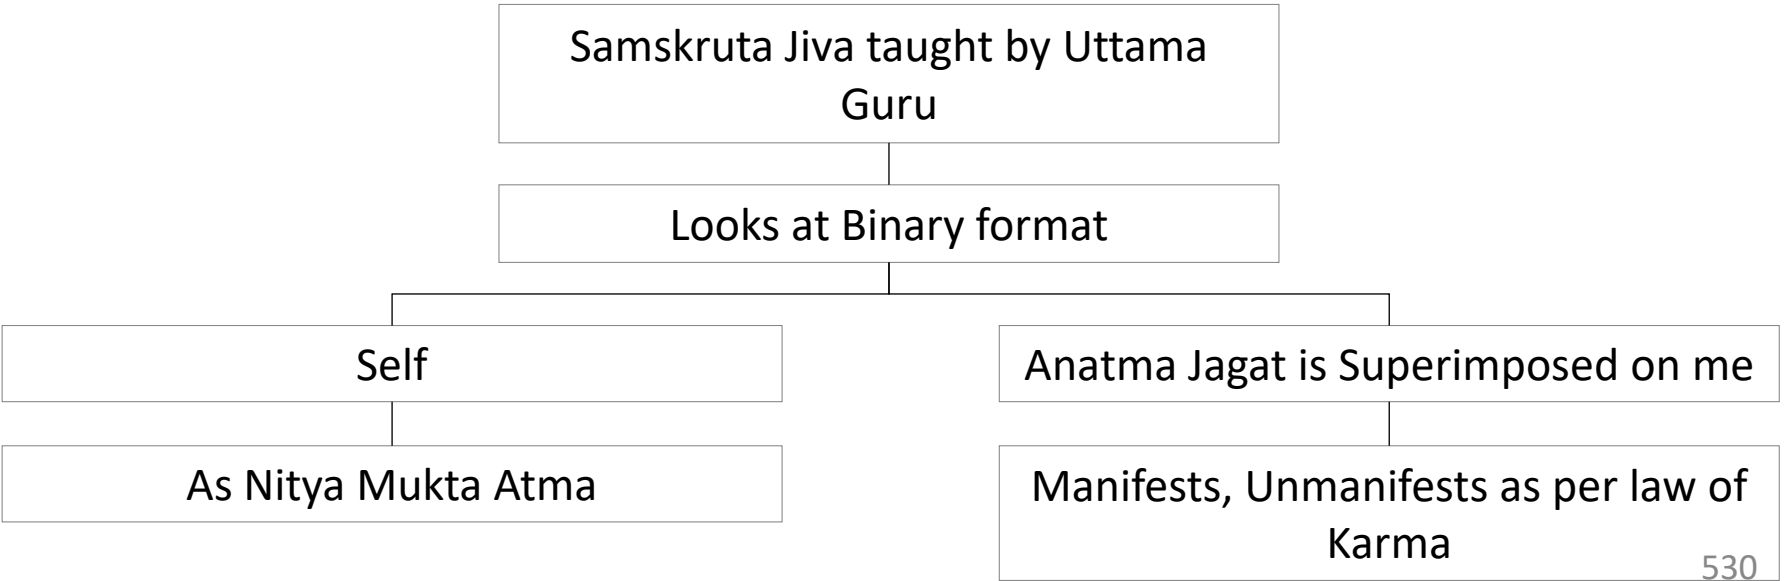 Samskruta Jiva taught by Uttama
Guru
Looks at Binary format
Self
Anatma Jagat is Superimposed on me
As Nitya Mukta Atma
Manifests, Unmanifests as per law of
Karma
530